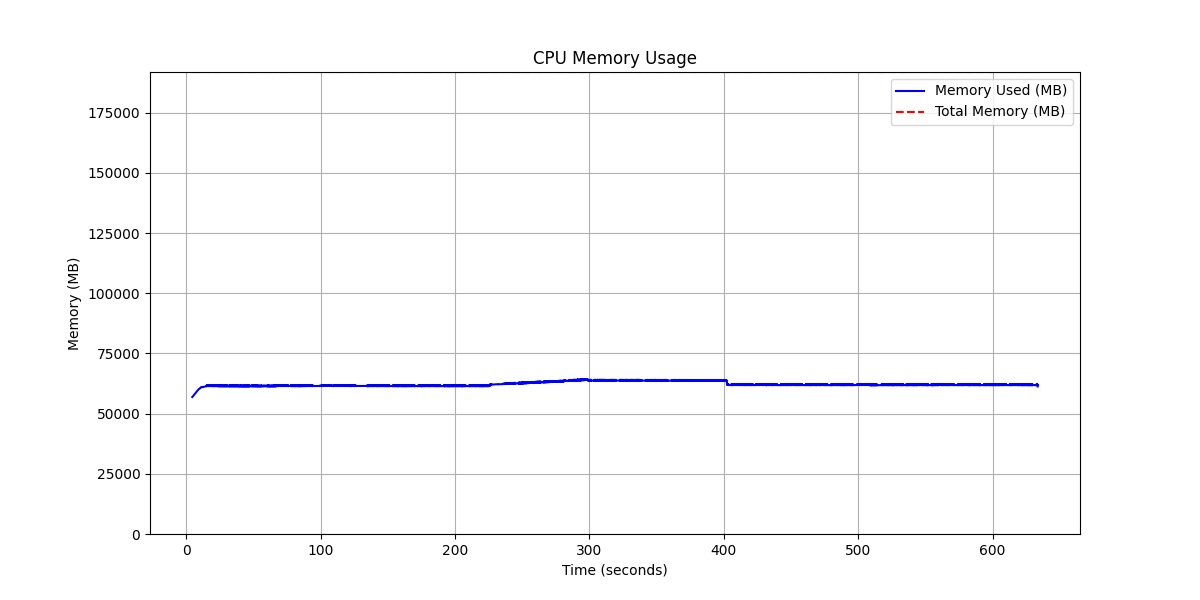 CPU Memory Usage
Memory Used (MB)
Total Memory (MB)
175000
150000
125000
100000
75000
50000
25000
0
Memory (MB)
0 100 200 300 400 500 600
Time (seconds)